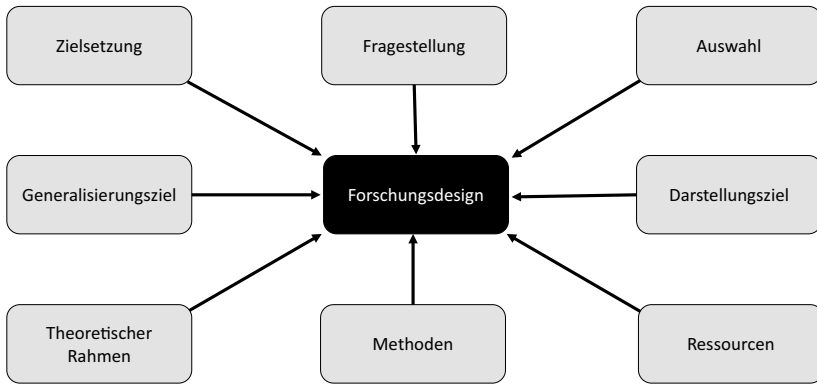 Zielsetzung
Fragestellung
Auswahl
Generalisierungsziel
Forschungsdesign
Darstellungsziel
Theoretischer
Rahmen
Methoden
Ressourcen